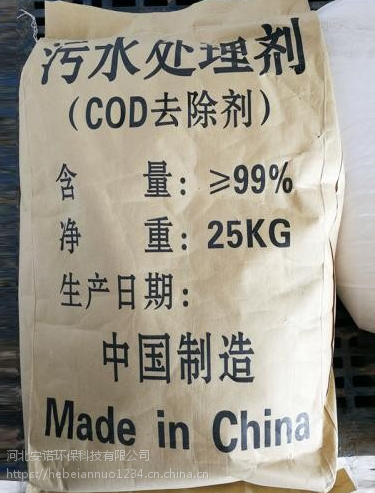 污水处理剂
(COD去除剂)
含 量: ≥99%
净 重: 25KG
生产日期:
中国制造
Made in China
河北安诺环保科技有限公司
https://hebeiannuo1234.cn.china.cn